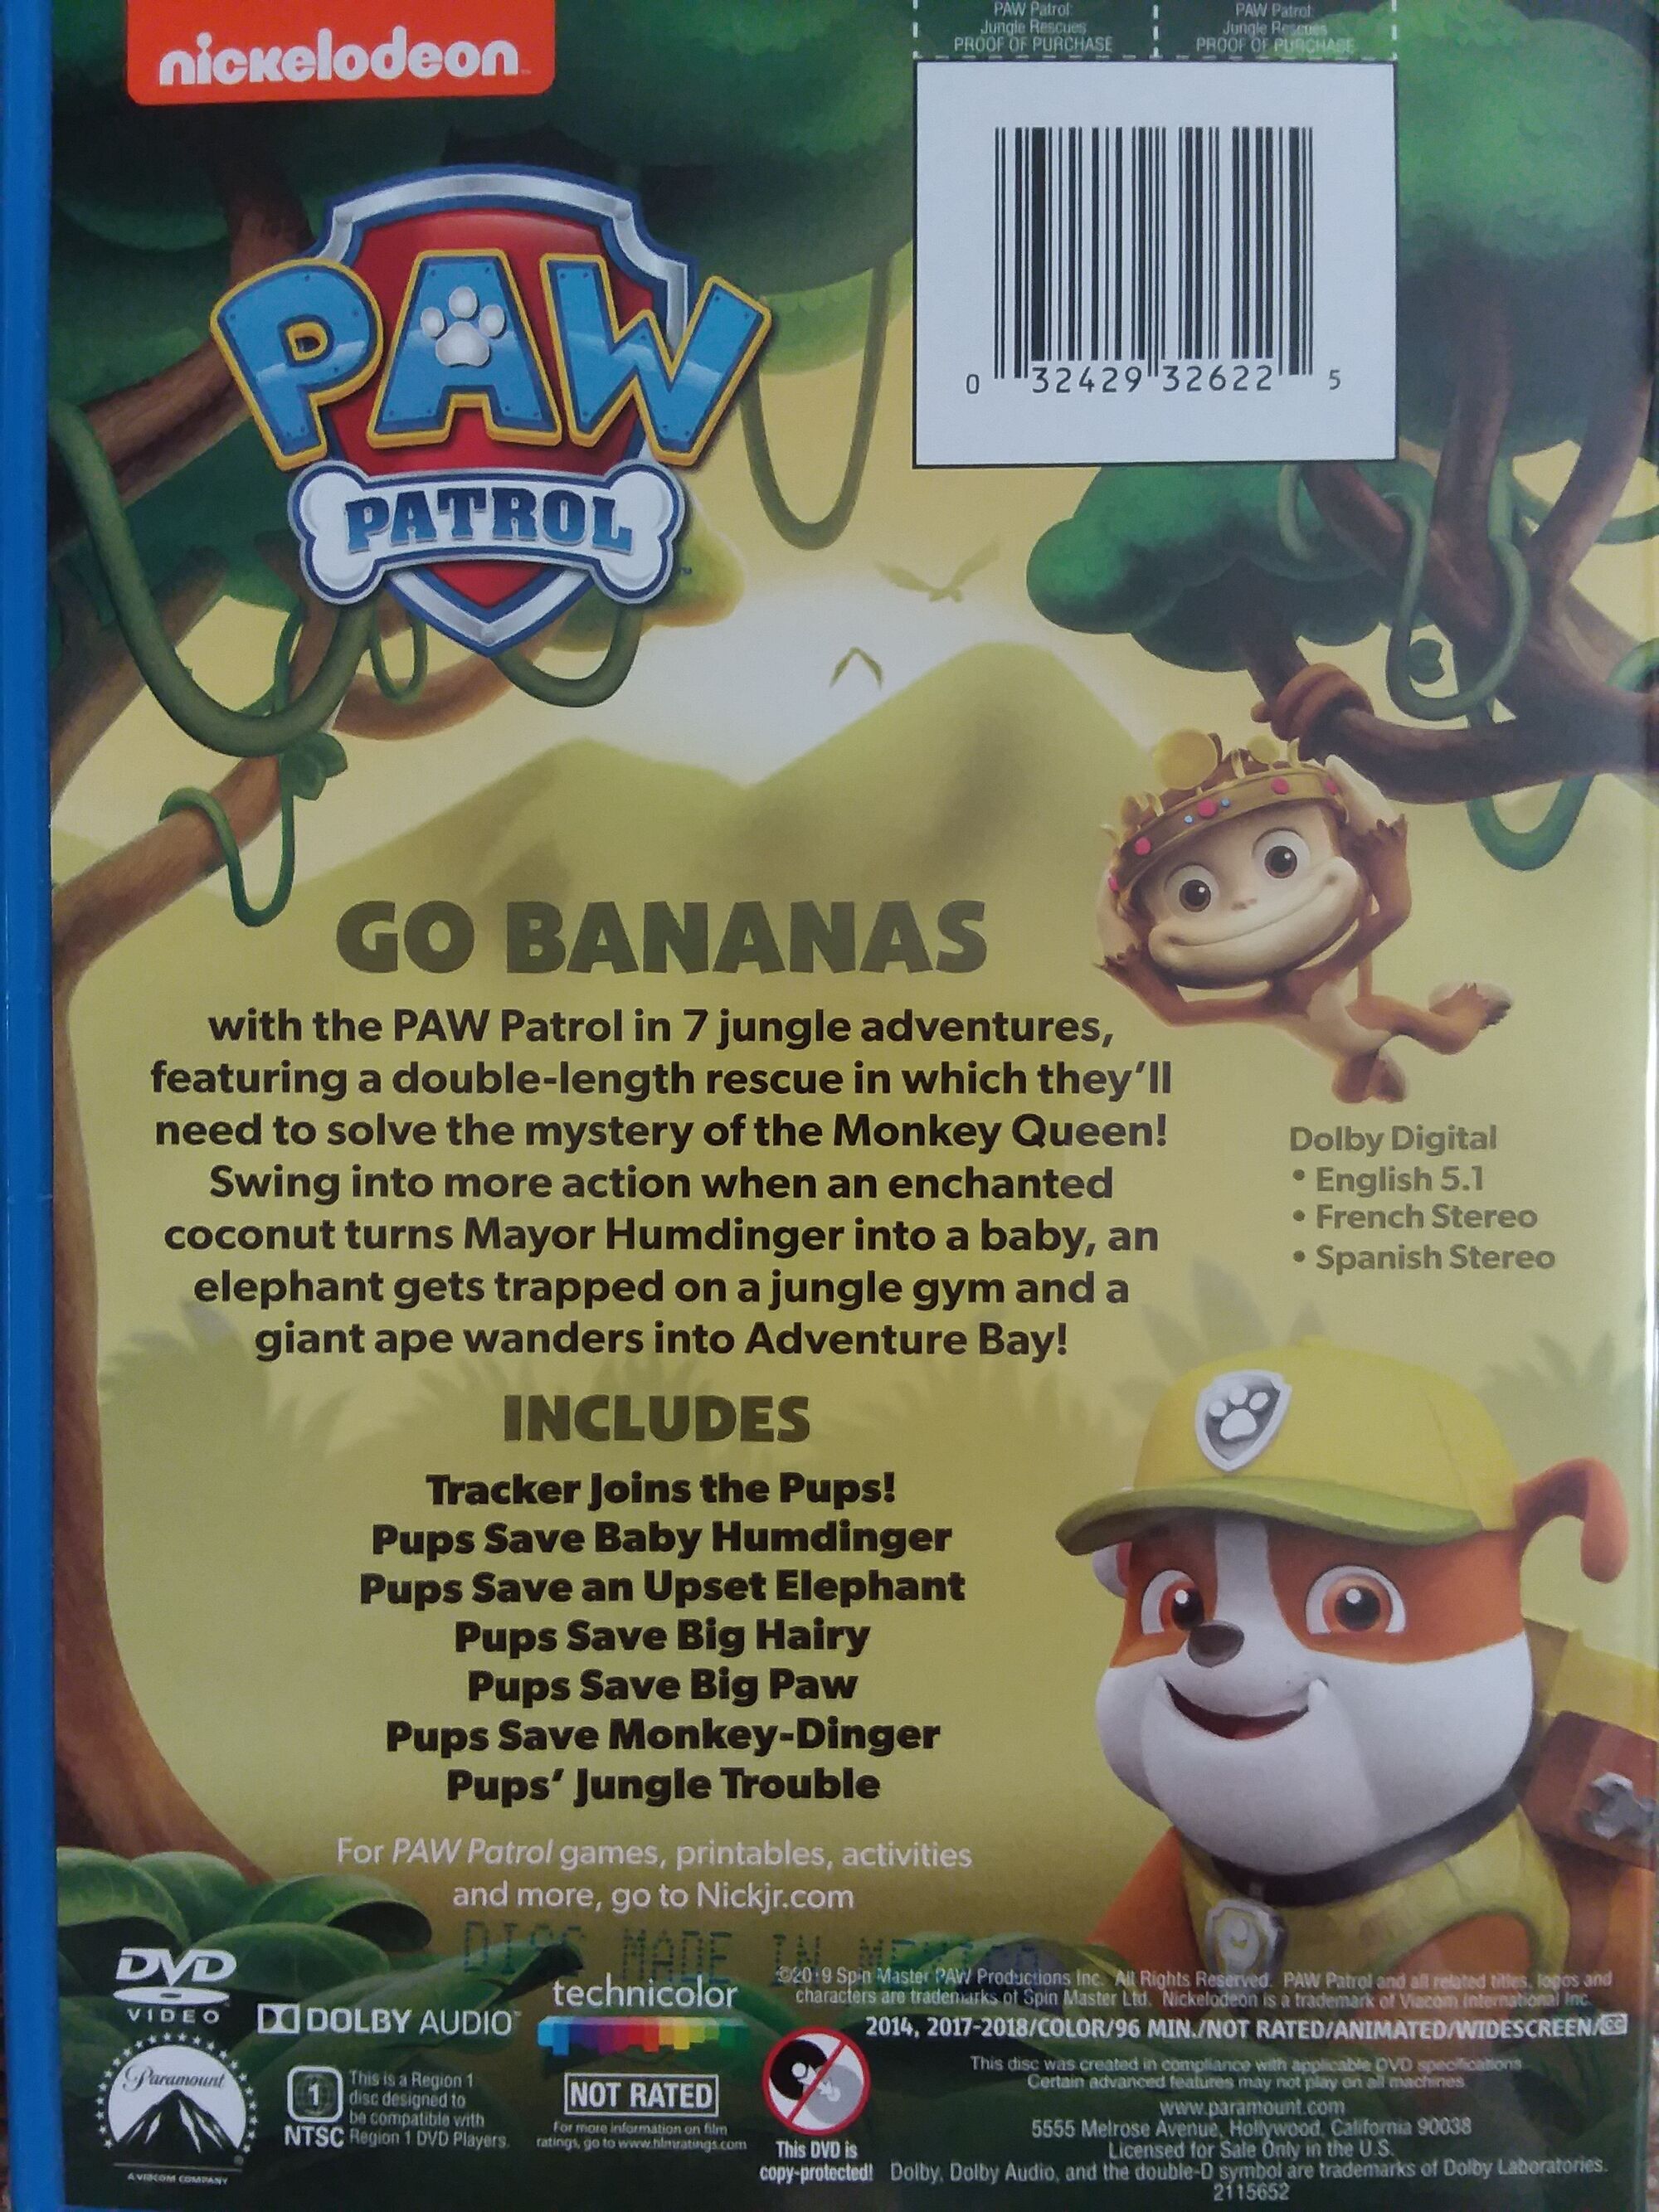 nickelodeon
PAW Patrol: Jungle Rescues PROOF OF PURCHASE
PAW Patrol: Jungle Rescues PROOF OF PURCHASE
0 32429 32622 5
PAW
PATROL
GO BANANAS
with the PAW Patrol in 7 jungle adventures,
featuring a double-length rescue in which they'll
need to solve the mystery of the Monkey Queen!
Swing into more action when an enchanted
coconut turns Mayor Humdinger into a baby, an
elephant gets trapped on a jungle gym and a
giant ape wanders into Adventure Bay!
Dolby Digital
• English 5.1
• French Stereo
• Spanish Stereo
INCLUDES
Tracker Joins the Pups!
Pups Save Baby Humdinger
Pups Save an Upset Elephant
Pups Save Big Hairy
Pups Save Big Paw
Pups Save Monkey-Dinger
Pups' Jungle Trouble
For PAW Patrol games, printables, activities
and more, go to Nickjr.com
DISC MADE IN MEXICO
DVD
VIDEO
DOLBY AUDIO™
technicolor
©2019 Spin Master PAW Productions Inc. All Rights Reserved. PAW Patrol and all related titles, logos and
characters are trademarks of Spin Master Ltd. Nickelodeon is a trademark of Viacom International Inc.
2014, 2017-2018/COLOR/96 MIN./NOT RATED/ANIMATED/WIDESCREEN/CC
Paramount
A VIACOM COMPANY
1
NTSC
This is a Region 1
disc designed to
be compatible with
Region 1 DVD Players.
NOT RATED
For more information on film
ratings, go to www.filmratings.com
This DVD is
copy-protected!
This disc was created in compliance with applicable DVD specifications.
Certain advanced features may not play on all machines
www.paramount.com
5555 Melrose Avenue, Hollywood, California 90038
Licensed for Sale Only in the U.S.
Dolby, Dolby Audio, and the double-D symbol are trademarks of Dolby Laboratories.
2115652